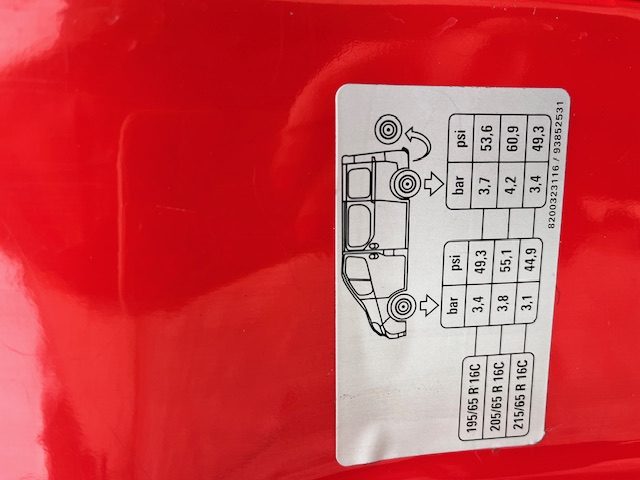 bar psi bar psi
195/65 R 16C 3,4 49,3 3,7 53,6
205/65 R 16C 3,8 55,1 4,2 60,9
215/65 R 16C 3,1 44,9 3,4 49,3
8200323116 / 93852531